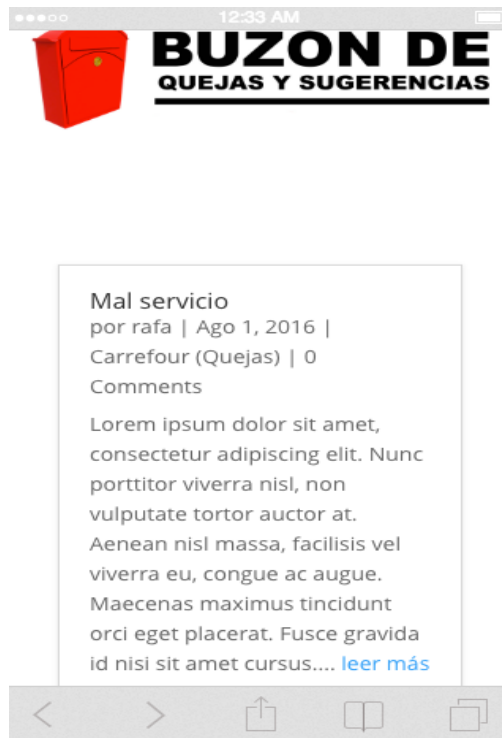 12:33 AM
BUZON DE
QUEJAS Y SUGERENCIAS
Mal servicio
por rafa | Ago 1, 2016 |
Carrefour (Quejas) | 0
Comments
Lorem ipsum dolor sit amet,
consectetur adipiscing elit. Nunc
porttitor viverra nisl, non
vulputate tortor auctor at.
Aenean nisl massa, facilisis vel
viverra eu, congue ac augue.
Maecenas maximus tincidunt
orci eget placerat. Fusce gravida
id nisi sit amet cursus.... leer más